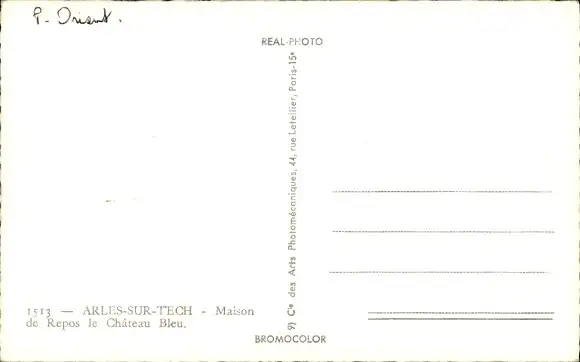 P- Orient.
REAL-PHOTO
9) Cie des Arts Photomécaniques, 44, rue Letellier, Paris-15e
1513 — ARLES-SUR-TECH - Maison
de Repos le Château Bleu.
BROMOCOLOR